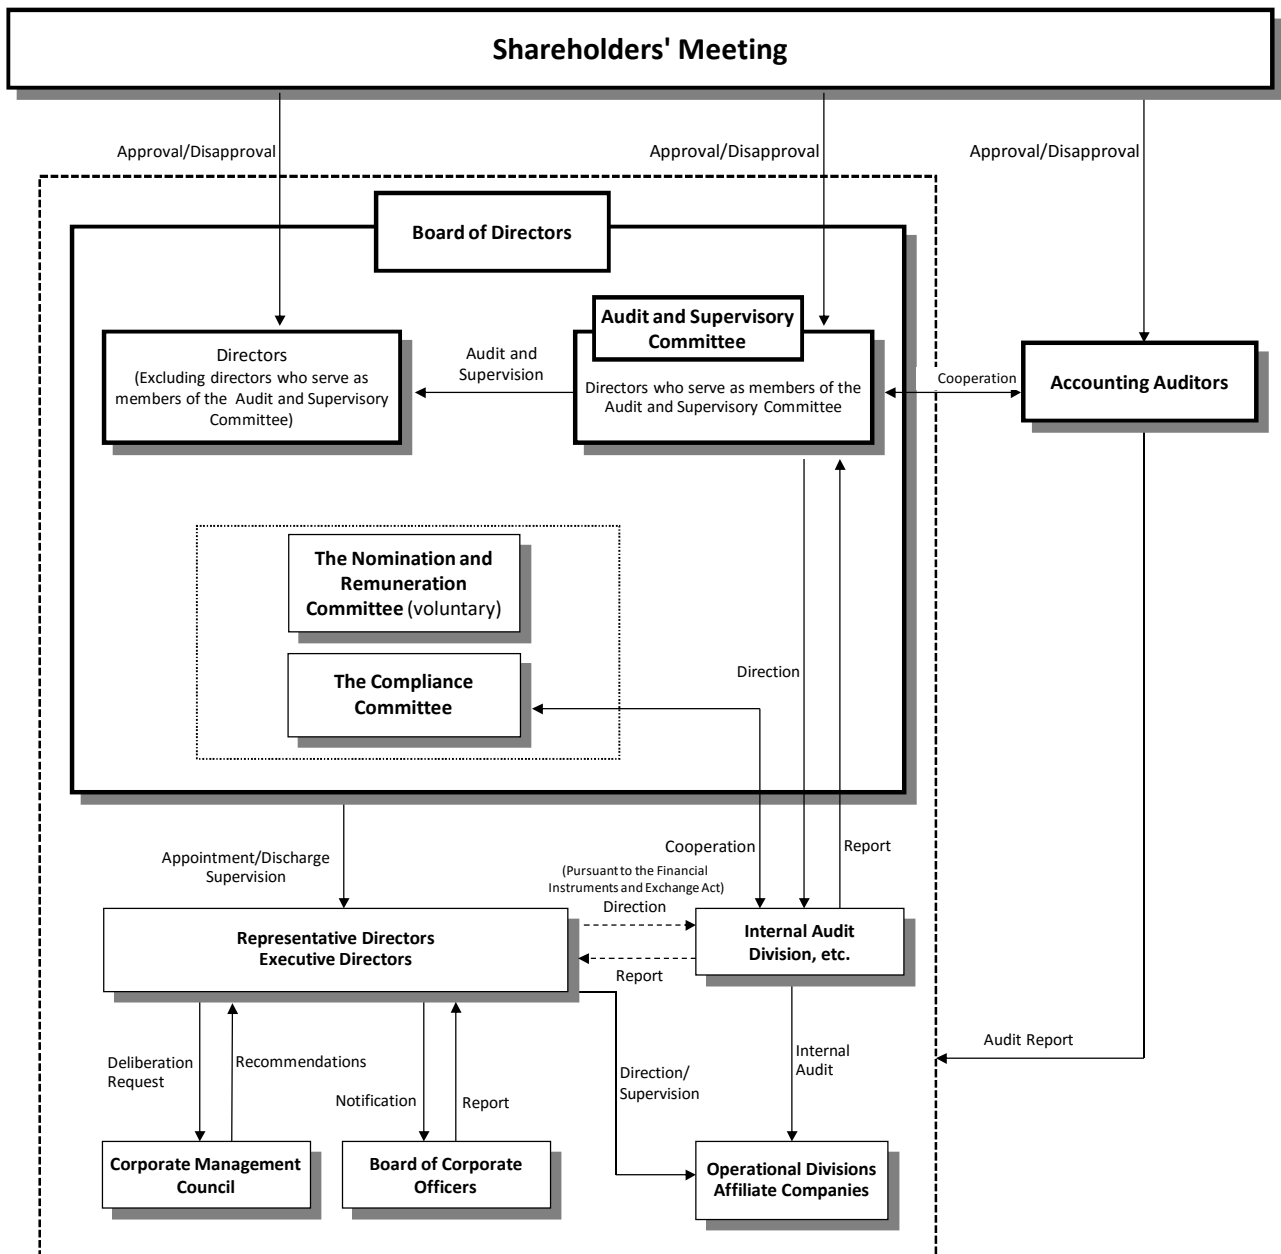 Shareholders' Meeting
Approval/Disapproval
Approval/Disapproval
Approval/Disapproval
Board of Directors
Audit and Supervisory
Committee
Directors
(Excluding directors who serve as
members of the Audit and Supervisory
Committee)
Audit and
Supervision
Directors who serve as members of the
Audit and Supervisory Committee
Cooperation
Accounting Auditors
The Nomination and
Remuneration
Committee (voluntary)
The Compliance
Committee
Direction
Appointment/Discharge
Supervision
Cooperation
Report
(Pursuant to the Financial
Instruments and Exchange Act)
Direction
Representative Directors
Executive Directors
Internal Audit
Division, etc.
Report
Deliberation
Request
Recommendations
Notification
Report
Direction/
Supervision
Internal
Audit
Audit Report
Corporate Management
Council
Board of Corporate
Officers
Operational Divisions
Affiliate Companies